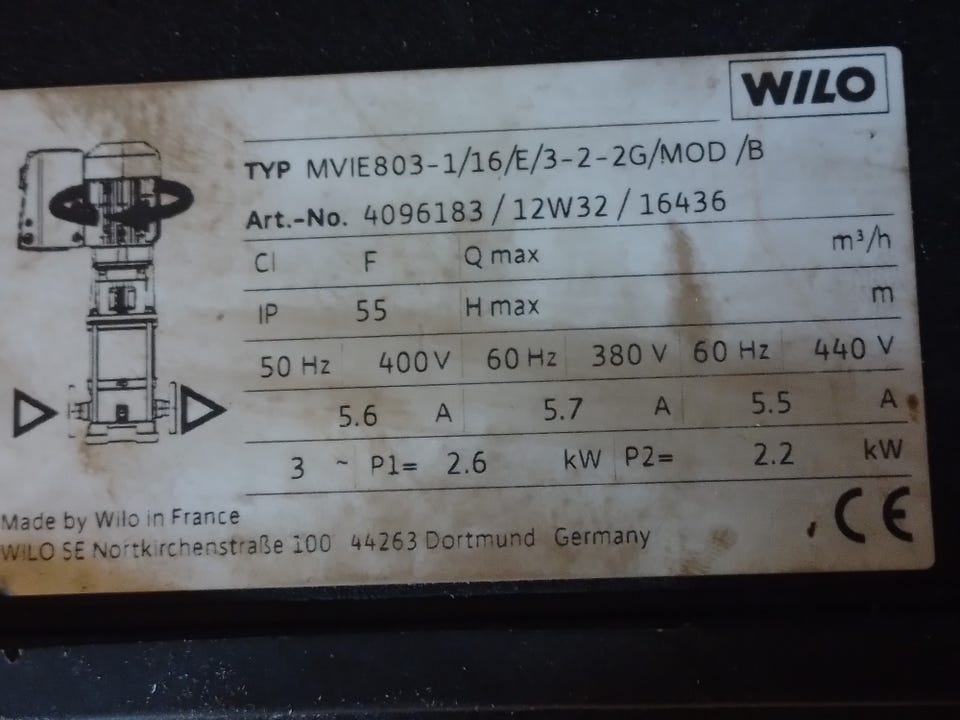 WILO
TYP MVIE803-1/16/E/3-2-2G/MOD /B
Art.-No. 4096183 / 12W32 / 16436
Cl F Q max m³/h
IP 55 H max m
50 Hz 400V 60 Hz 380 V 60 Hz 440 V
5.6 A 5.7 A 5.5 A
3 ~ P1= 2.6 kW P2= 2.2 kW
Made by Wilo in France
WILO SE Nortkirchenstraße 100 44263 Dortmund Germany
CE